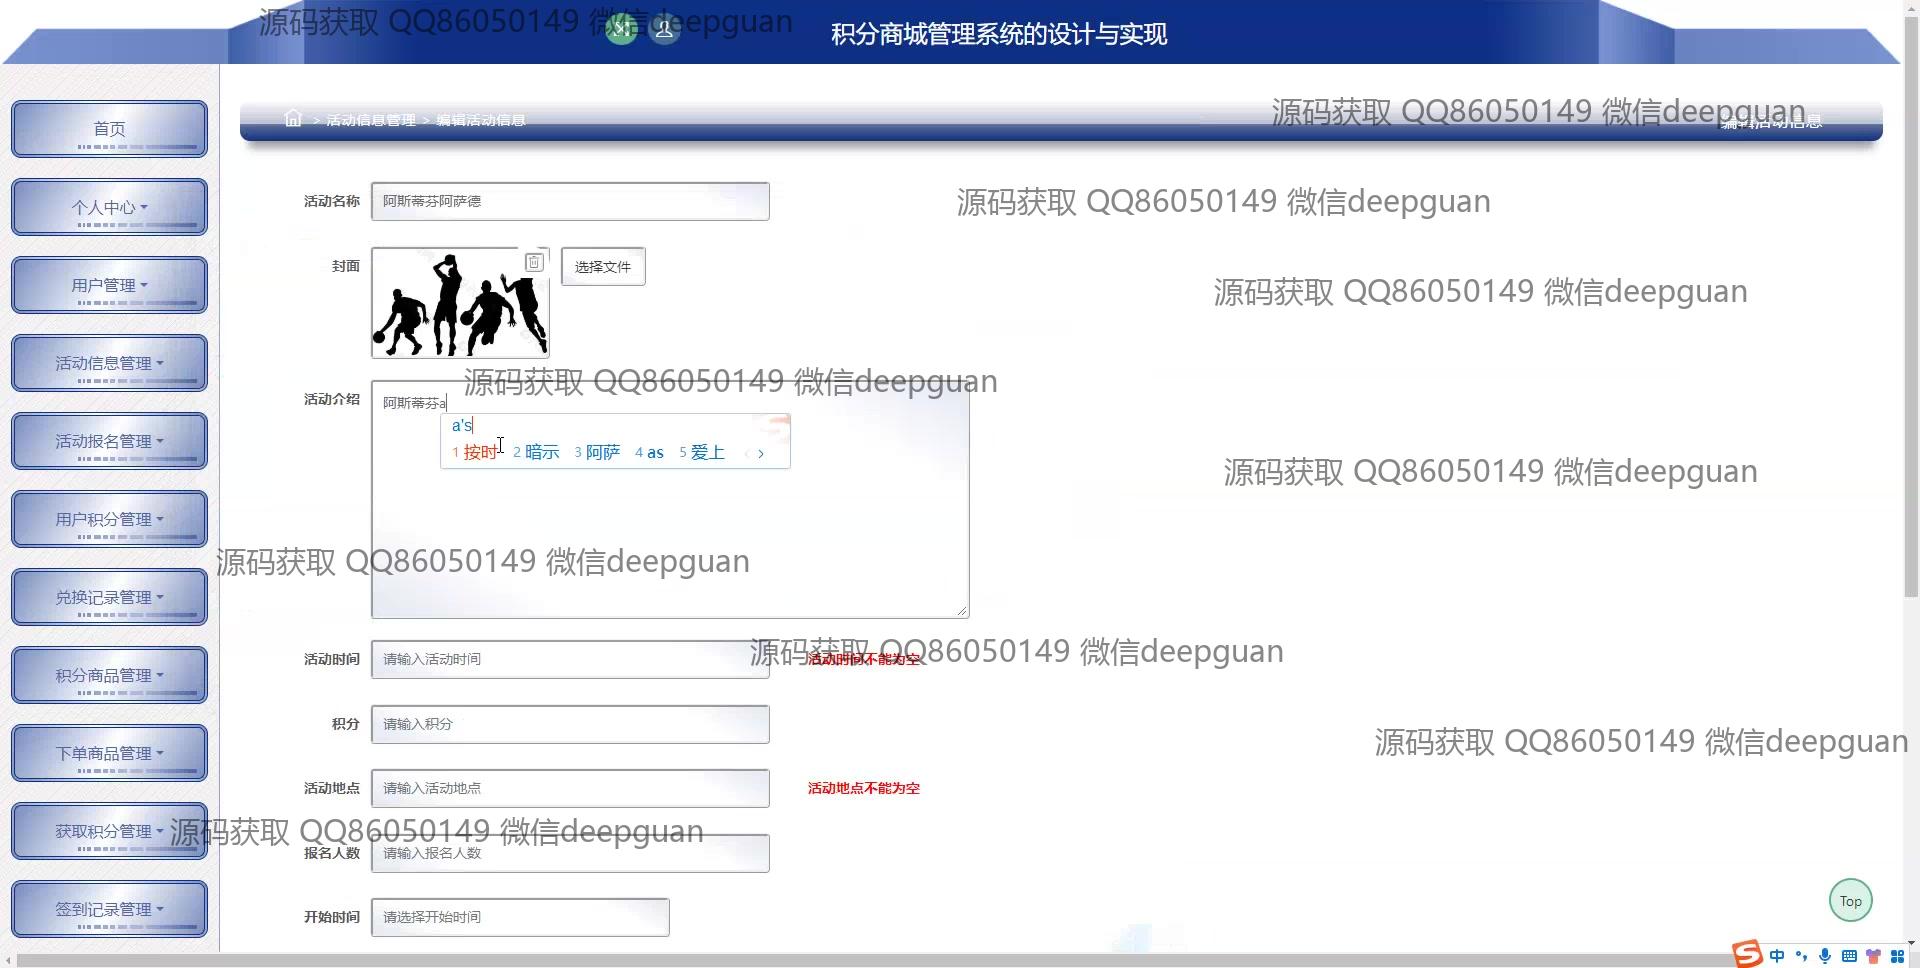 源码获取 QQ86050149 微信deepguan
积分商城管理系统的设计与实现
首页
个人中心
用户管理
活动信息管理
活动报名管理
用户积分管理
兑换记录管理
积分商品管理
下单商品管理
获取积分管理
签到记录管理
> 活动信息管理 > 编辑活动信息
源码获取 QQ86050149 微信deepguan
编辑活动信息
活动名称 阿斯蒂芬阿萨德
源码获取 QQ86050149 微信deepguan
封面 选择文件
源码获取 QQ86050149 微信deepguan
源码获取 QQ86050149 微信deepguan
活动介绍 阿斯蒂芬a
a's
1 按时 2 暗示 3 阿萨 4 as 5 爱上
源码获取 QQ86050149 微信deepguan
源码获取 QQ86050149 微信deepguan
活动时间 请输入活动时间 活动时间不能为空
源码获取 QQ86050149 微信deepguan
积分 请输入积分
源码获取 QQ86050149 微信deepguan
活动地点 请输入活动地点 活动地点不能为空
源码获取 QQ86050149 微信deepguan
报名人数 请输入报名人数
开始时间 请选择开始时间
Top
中